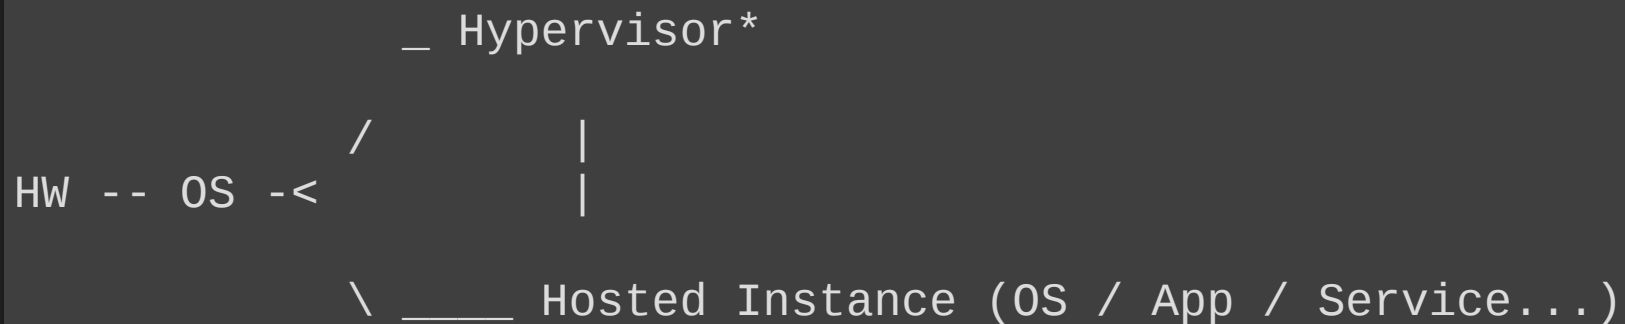 _ Hypervisor*
/ |
HW -- OS -< |
\ ____ Hosted Instance (OS / App / Service...)